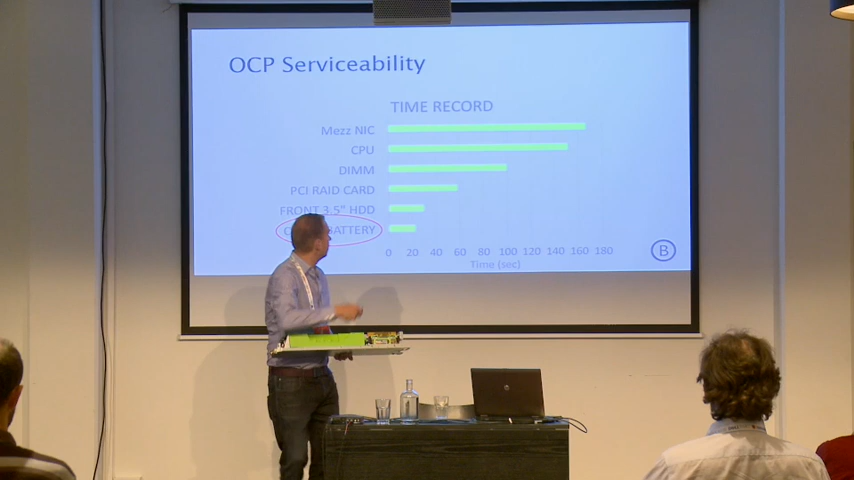 OCP Serviceability
TIME RECORD
Mezz NIC
CPU
DIMM
PCI RAID CARD
FRONT 3.5" HDD
BATTERY
0 20 40 60 80 100 120 140 160 180
Time (sec)
B